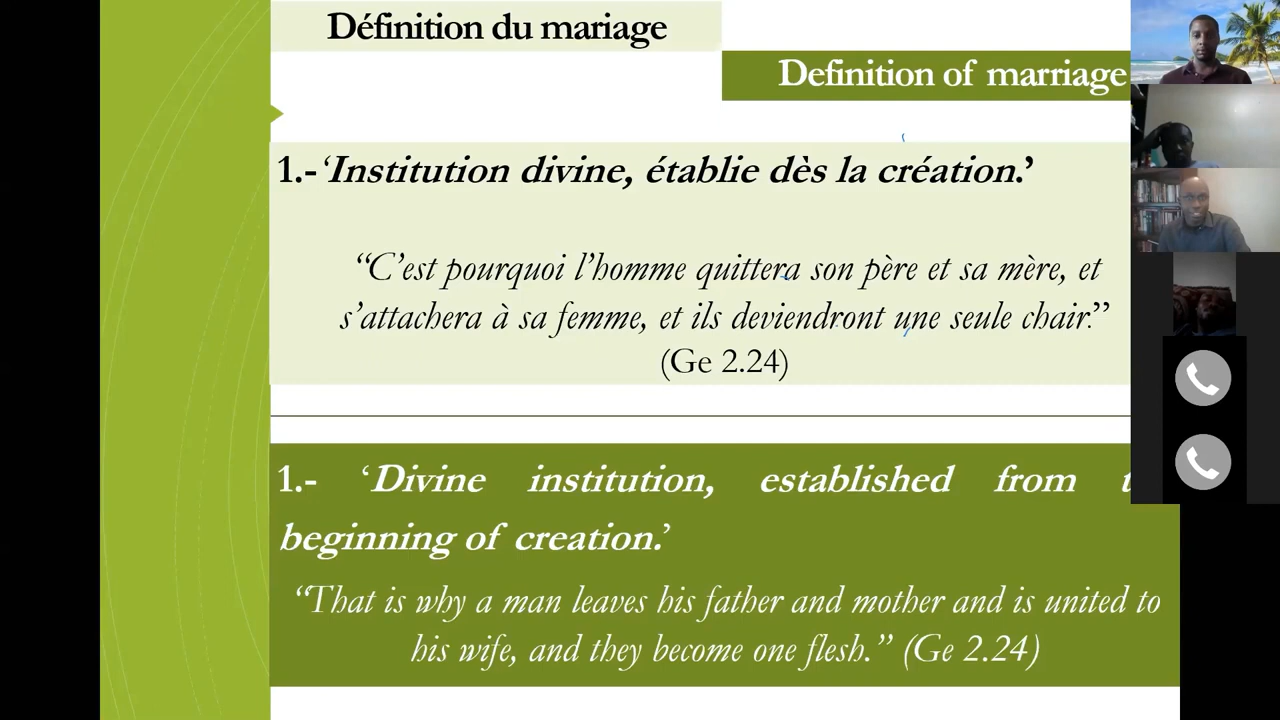 Définition du mariage
Definition of marriage
1.-‘Institution divine, établie dès la création.’
“C’est pourquoi l’homme quittera son père et sa mère, et
s’attachera à sa femme, et ils deviendront une seule chair.”
(Ge 2.24)
1.- ‘Divine institution, established from
beginning of creation.’
“That is why a man leaves his father and mother and is united to
his wife, and they become one flesh.” (Ge 2.24)